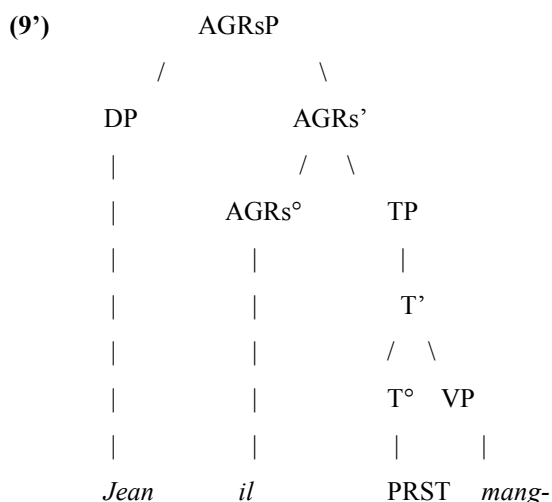 (9’) AGRsP
/ \
DP AGRs’
| / \
| AGRs° TP
| | |
| | T’
| | / \
| | T° VP
| | | |
Jean il PRST mang-